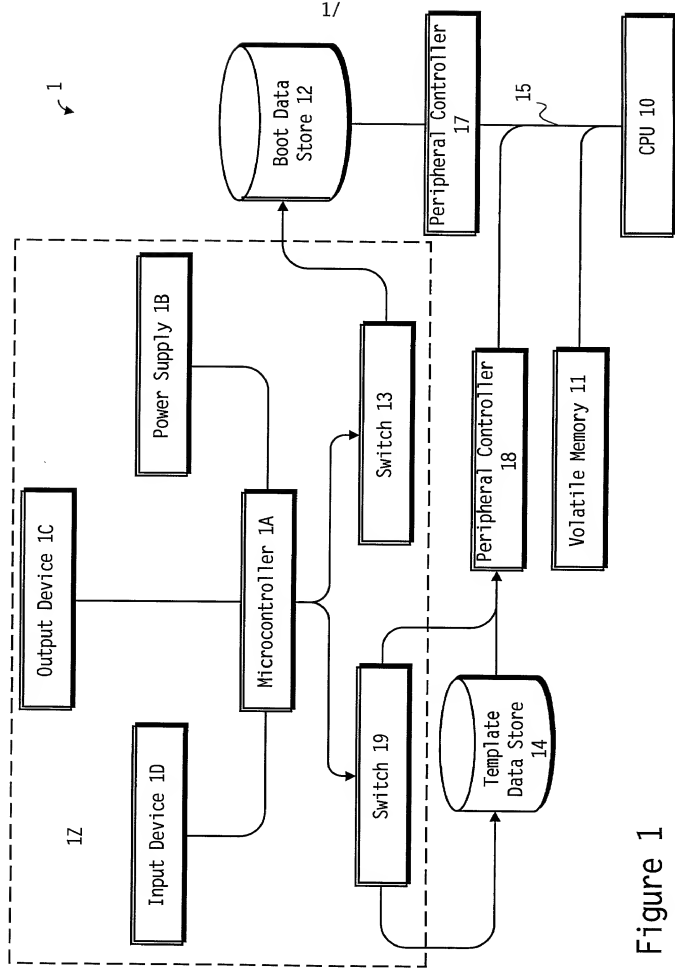 1/
1
1Z
Output Device 1C
Input Device 1D
Power Supply 1B
Microcontroller 1A
Switch 19
Switch 13
Boot Data
Store 12
Template
Data Store
14
Peripheral Controller
18
Peripheral Controller
17
Volatile Memory 11
15
CPU 10
Figure 1